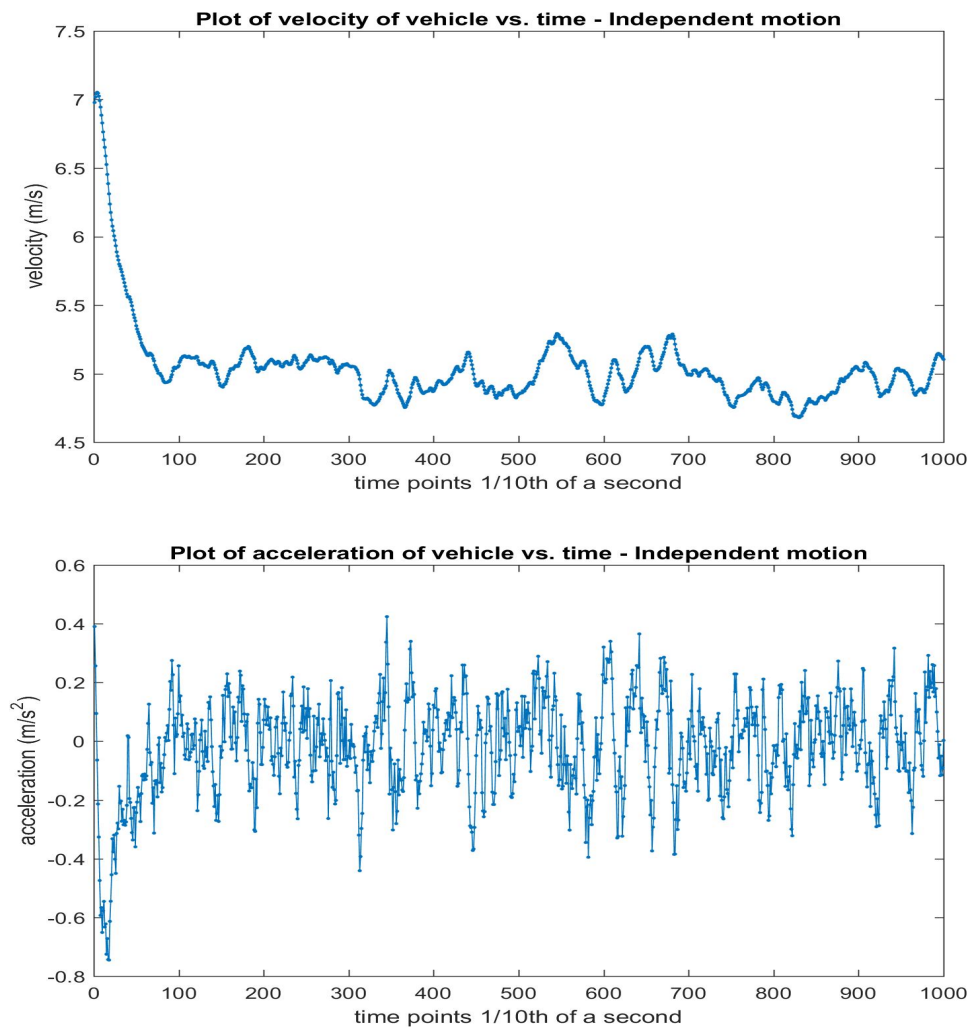 Plot of velocity of vehicle vs. time - Independent motion
7.5
7
6.5
6
5.5
5
4.5
velocity (m/s)
0 100 200 300 400 500 600 700 800 900 1000
time points 1/10th of a second
Plot of acceleration of vehicle vs. time - Independent motion
0.6
0.4
0.2
0
-0.2
-0.4
-0.6
-0.8
acceleration (m/s²)
0 100 200 300 400 500 600 700 800 900 1000
time points 1/10th of a second